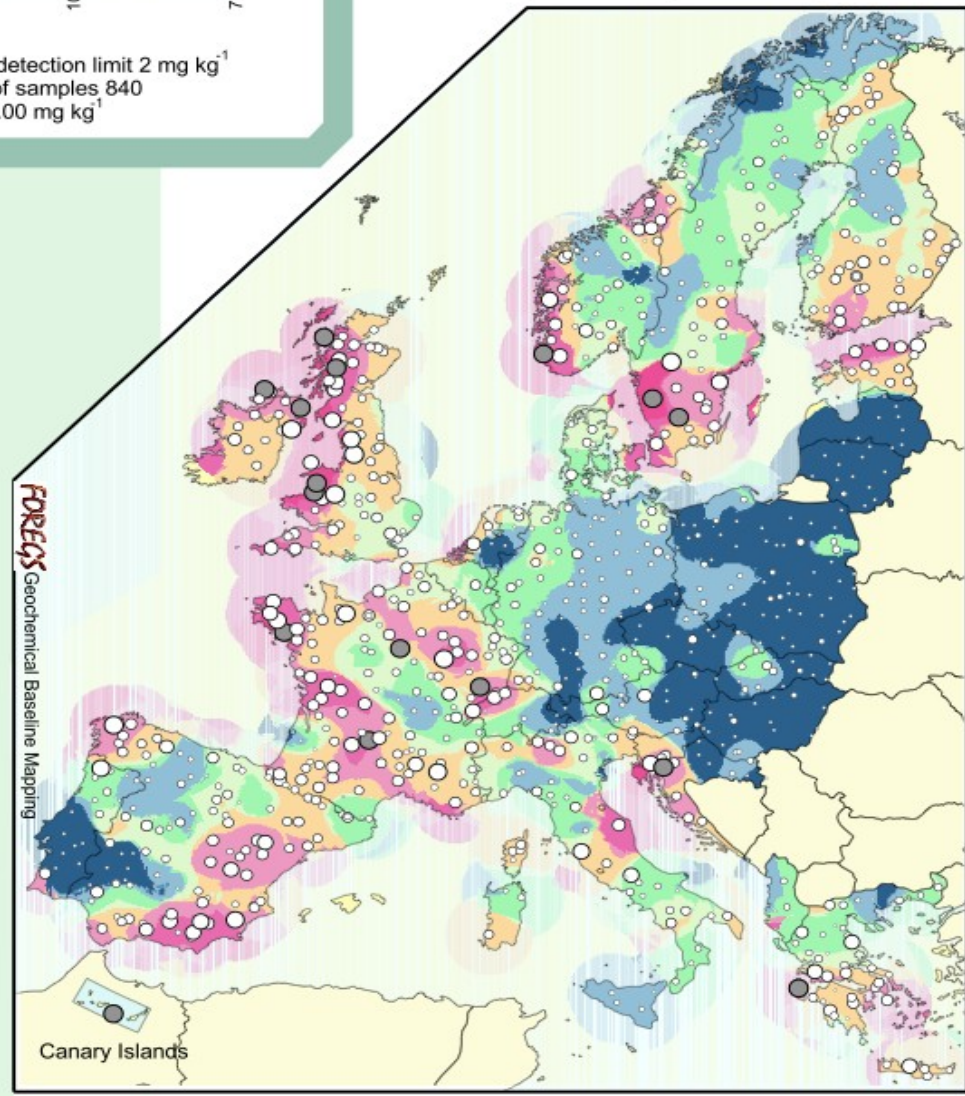 detection limit 2 mg kg-1
of samples 840
.00 mg kg-1
FOREGS Geochemical Baseline Mapping
Canary Islands